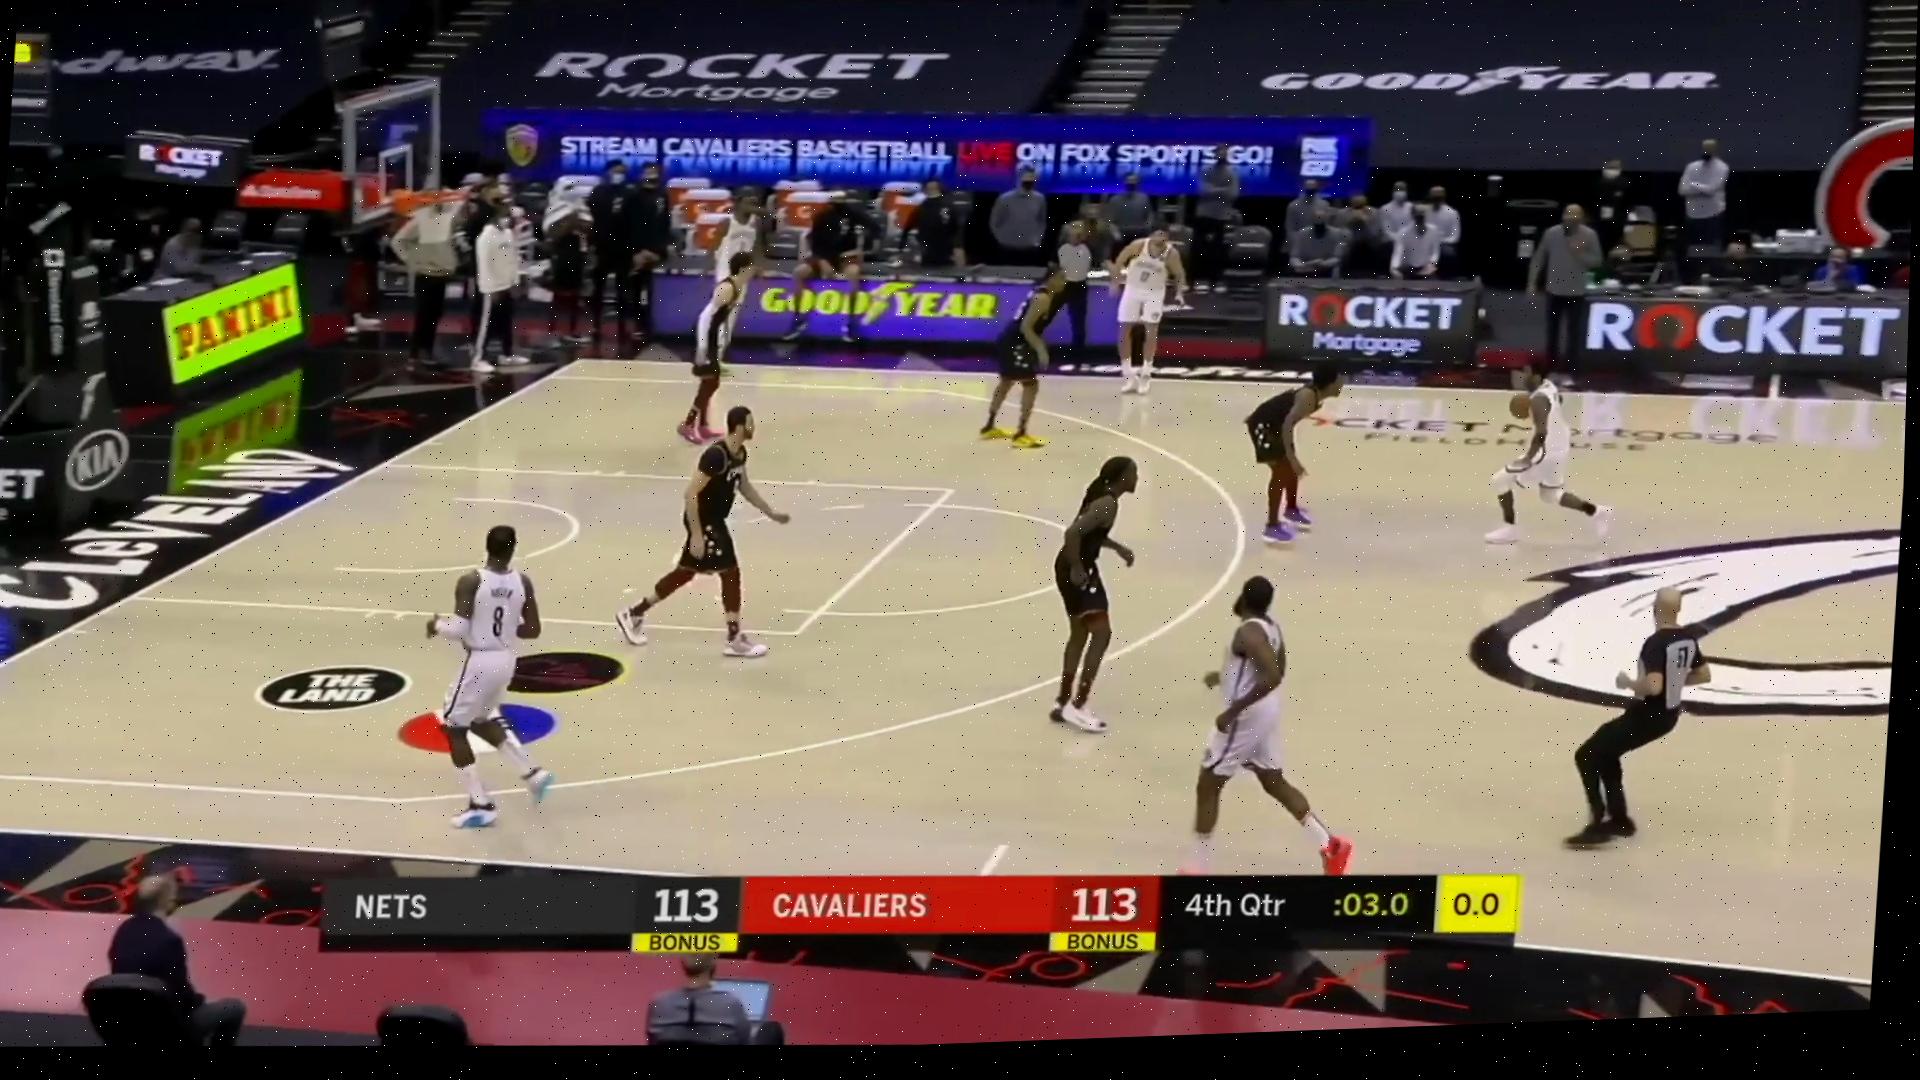 ROCKET
Mortgage
GOODYEAR
ROCKET
Mortgage
STREAM CAVALIERS BASKETBALL LIVE ON FOX SPORTS GO!
PANINI
GOODYEAR
ROCKET
Mortgage
ROCKET
KIA
CLEVELAND
FIELDHOUSE
8
THE
LAND
NETS 113 CAVALIERS 113 4th Qtr :03.0 0.0
BONUS BONUS